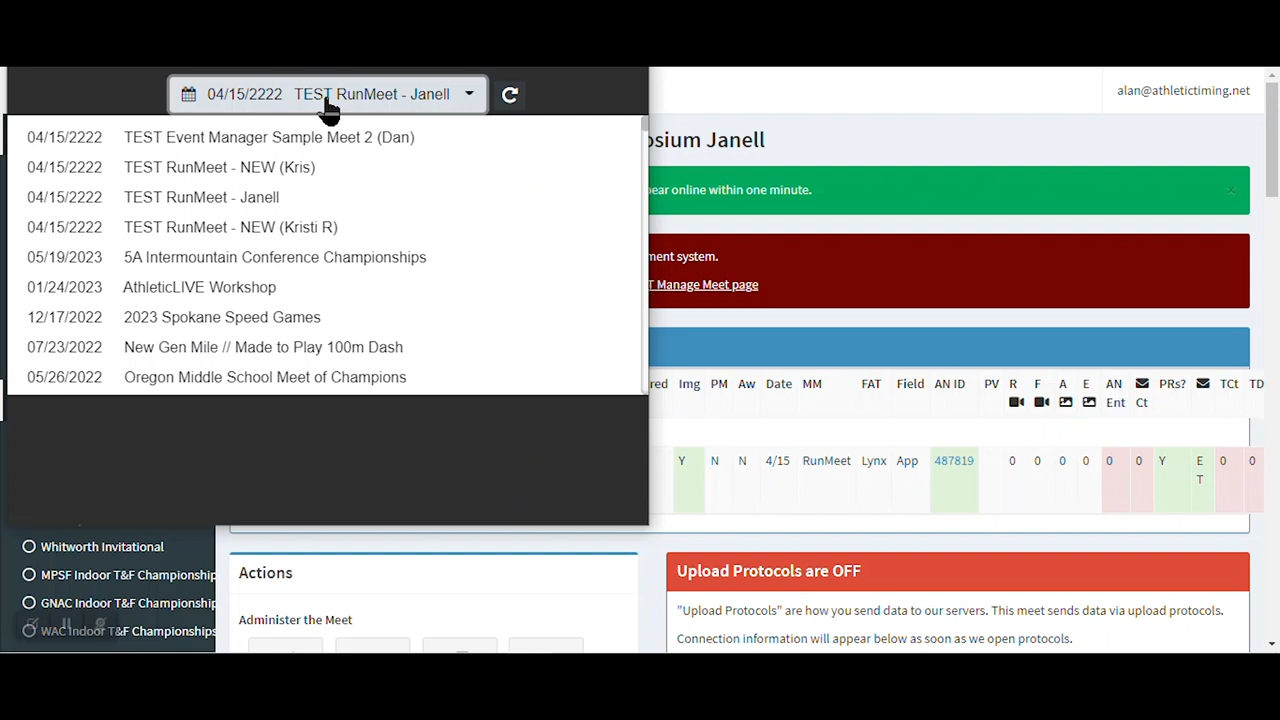 04/15/2222 TEST RunMeet - Janell
alan@athletictiming.net
04/15/2222 TEST Event Manager Sample Meet 2 (Dan)
04/15/2222 TEST RunMeet - NEW (Kris)
04/15/2222 TEST RunMeet - Janell
04/15/2222 TEST RunMeet - NEW (Kristi R)
05/19/2023 5A Intermountain Conference Championships
01/24/2023 AthleticLIVE Workshop
12/17/2022 2023 Spokane Speed Games
07/23/2022 New Gen Mile // Made to Play 100m Dash
05/26/2022 Oregon Middle School Meet of Champions
osium Janell
ear online within one minute.
×
ment system.
T Manage Meet page
red Img PM Aw Date MM FAT Field AN ID PV R F A E AN PRs? TCt TD
Ent Ct
Y N N 4/15 RunMeet Lynx App 487819 0 0 0 0 0 0 Y E 0 0
T
Whitworth Invitational
MPSF Indoor T&F Championship
GNAC Indoor T&F Championship
WAC Indoor T&F Championships
Actions
Administer the Meet
Upload Protocols are OFF
"Upload Protocols" are how you send data to our servers. This meet sends data via upload protocols.
Connection information will appear below as soon as we open protocols.